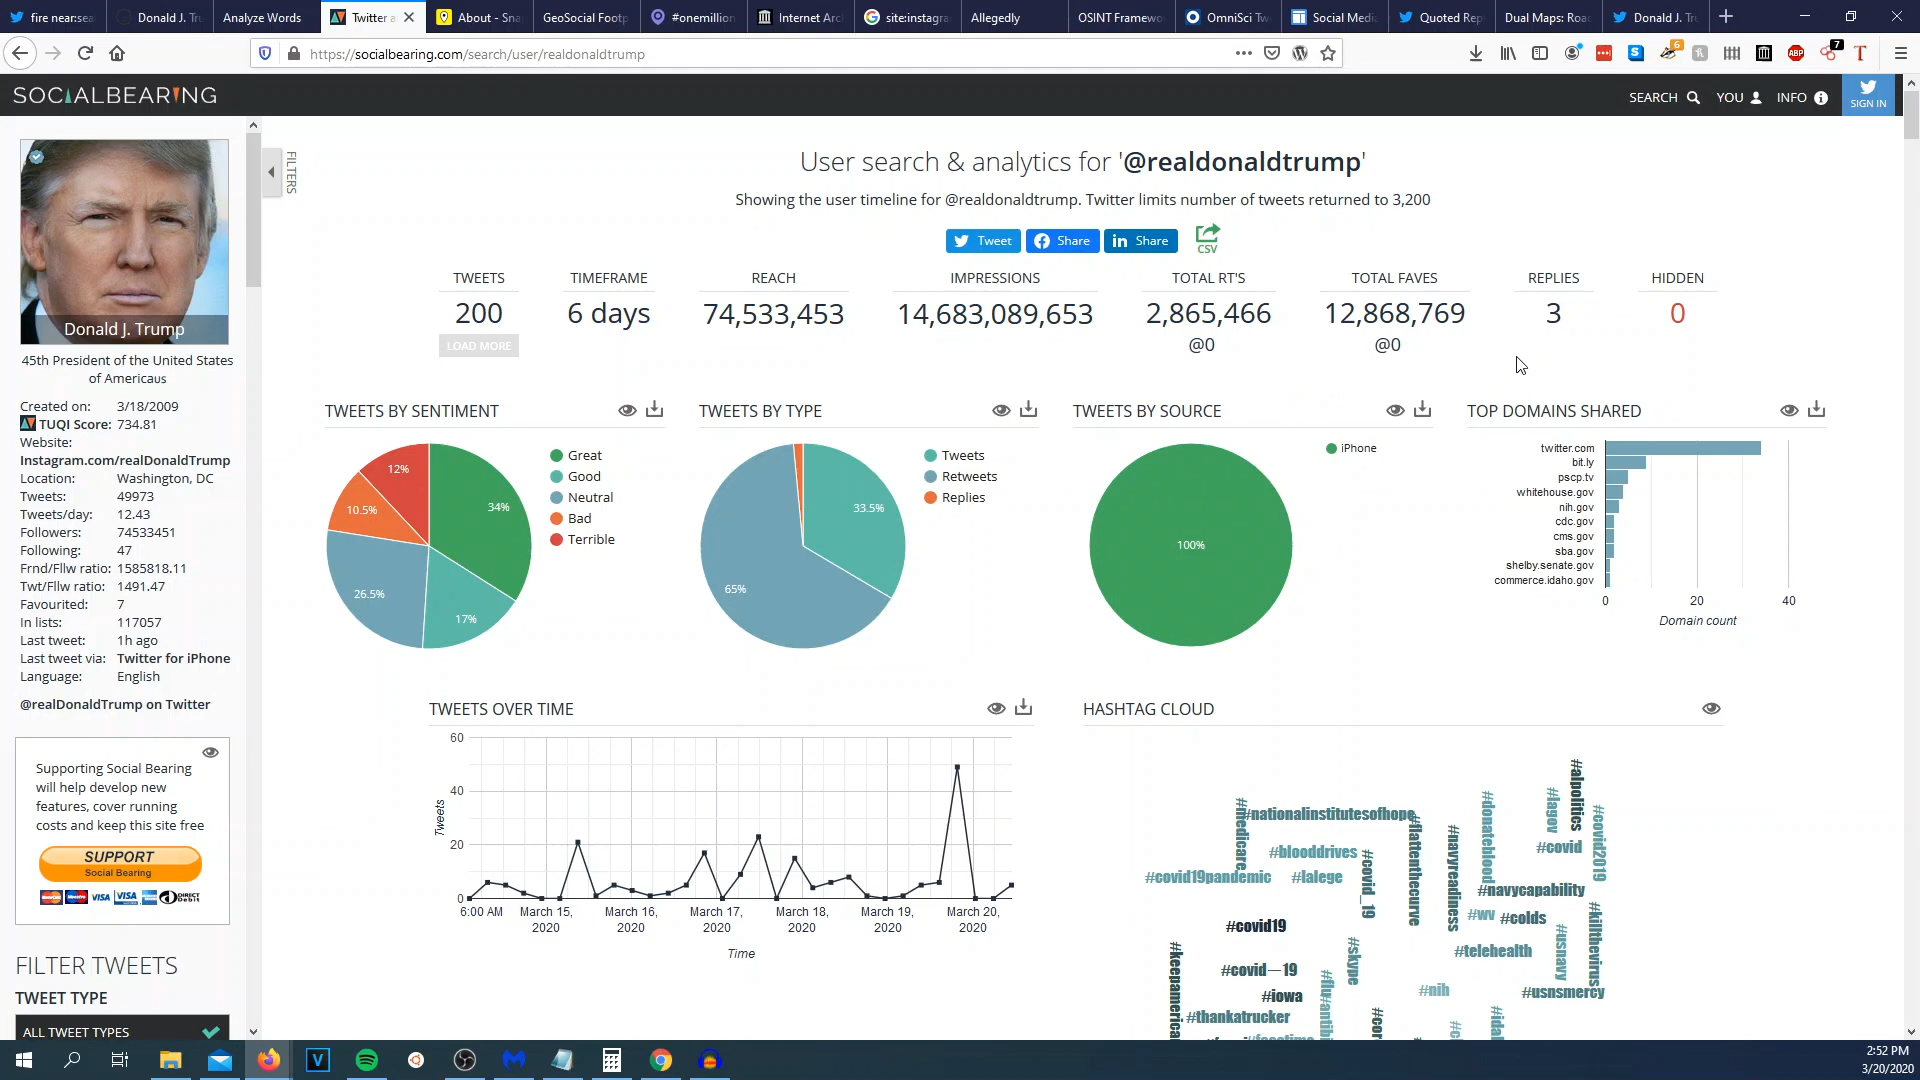 fire near:sea
Donald J. Tru
Analyze Words
Twitter a
About - Sna
GeoSocial Footp
#onemillion
Internet Arc
site:instagra
Allegedly
OSINT Framewo
OmniSci Tw
Social Media
Quoted Rep
Dual Maps: Roa
Donald J. Tru
https://socialbearing.com/search/user/realdonaldtrump
6
7
ABP
SOCIALBEARING
SEARCH
YOU
INFO
SIGN IN
FILTERS
Donald J. Trump
45th President of the United States
of Americaus
Created on: 3/18/2009
TUQI Score: 734.81
Website:
Instagram.com/realDonaldTrump
Location: Washington, DC
Tweets: 49973
Tweets/day: 12.43
Followers: 74533451
Following: 47
Frnd/Fllw ratio: 1585818.11
Twt/Fllw ratio: 1491.47
Favourited: 7
In lists: 117057
Last tweet: 1h ago
Last tweet via: Twitter for iPhone
Language: English
@realDonaldTrump on Twitter
Supporting Social Bearing
will help develop new
features, cover running
costs and keep this site free
SUPPORT
Social Bearing
VISA
VISA
DIRECT Debit
FILTER TWEETS
TWEET TYPE
ALL TWEET TYPES
User search & analytics for '@realdonaldtrump'
Showing the user timeline for @realdonaldtrump. Twitter limits number of tweets returned to 3,200
Tweet
Share
Share
CSV
TWEETS
TIMEFRAME
REACH
IMPRESSIONS
TOTAL RT'S
TOTAL FAVES
REPLIES
HIDDEN
200
6 days
74,533,453
14,683,089,653
2,865,466
12,868,769
3
0
LOAD MORE
@0
@0
TWEETS BY SENTIMENT
34%
17%
26.5%
10.5%
12%
Great
Good
Neutral
Bad
Terrible
TWEETS BY TYPE
33.5%
65%
Tweets
Retweets
Replies
TWEETS BY SOURCE
100%
iPhone
TOP DOMAINS SHARED
twitter.com
bit.ly
pscp.tv
whitehouse.gov
nih.gov
cdc.gov
cms.gov
sba.gov
shelby.senate.gov
commerce.idaho.gov
0 20 40
Domain count
TWEETS OVER TIME
60
40
20
0
Tweets
6:00 AM
March 15, 2020
March 16, 2020
March 17, 2020
March 18, 2020
March 19, 2020
March 20, 2020
Time
HASHTAG CLOUD
#medicare
#nationalinstitutesofhope
#flattenthecurve
#navyreadiness
#donateblood
#lagov
#alpolitics
#covid2019
#covid
#blooddrives
#covid_19
#covid19pandemic
#lalege
#navycapability
#wv
#colds
#killthevirus
#covid19
#telehealth
#usnavy
#keepamerica
#skype
#covid—19
#iowa
#nih
#usnsmercy
#thankatrucker
2:52 PM
3/20/2020